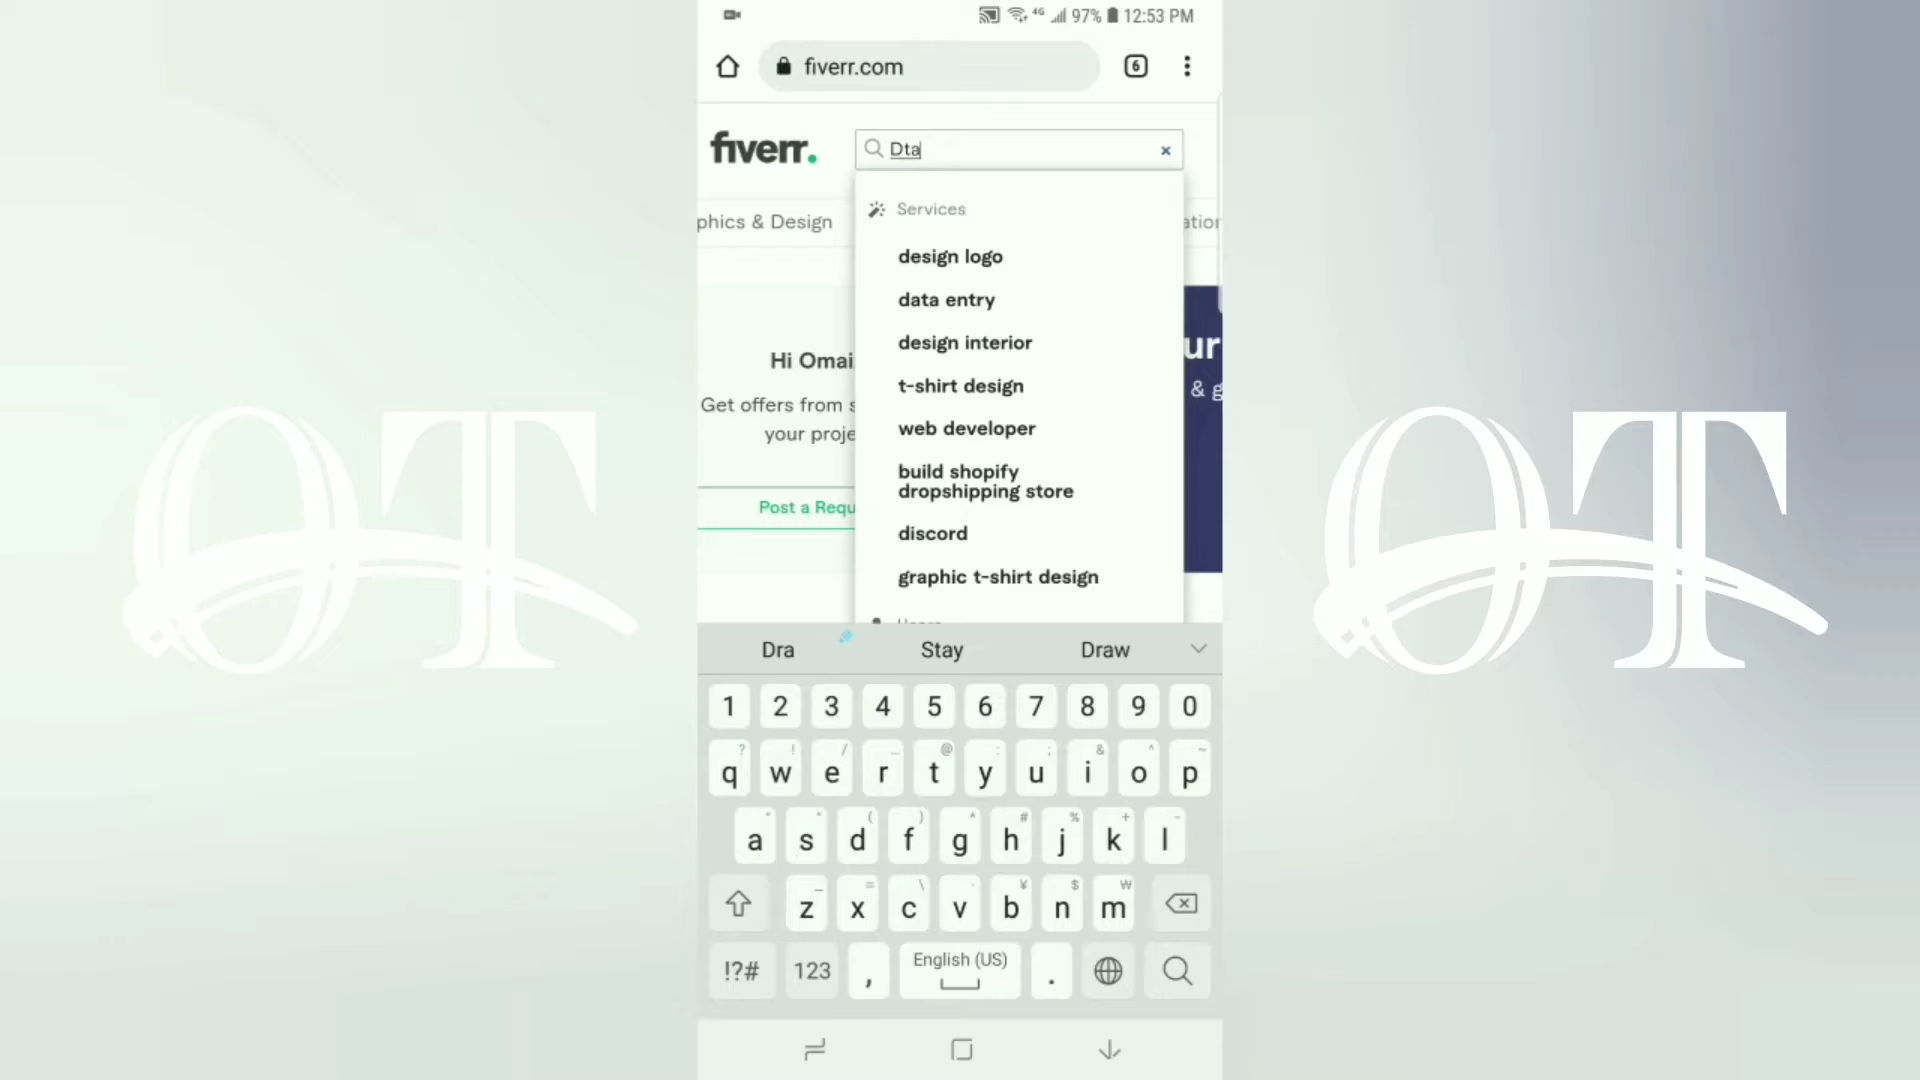 4G 97% 12:53 PM
fiverr.com 6
fiverr. Dta ×
Services
phics & Design
ation
design logo
data entry
design interior
t-shirt design
web developer
build shopify
dropshipping store
discord
graphic t-shirt design
Hi Omai
Get offers from s
your proje
Post a Requ
ur
& g
Dra Stay Draw
1 2 3 4 5 6 7 8 9 0
q w e r t y u i o p
a s d f g h j k l
z x c v b n m
!?# 123 , English (US) .
OT OT